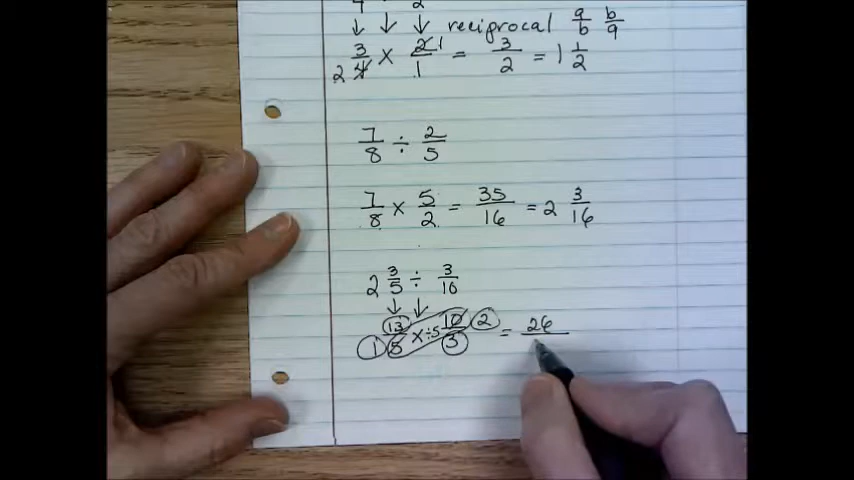 4 2
↓ ↓ ↓ reciprocal a/b b/a
2 3/4 × 2/1 1 = 3/2 = 1 1/2
7/8 ÷ 2/5
7/8 × 5/2 = 35/16 = 2 3/16
2 3/5 ÷ 3/10
↓ ↓
1 13/5 × ÷5 10/3 2 = 26